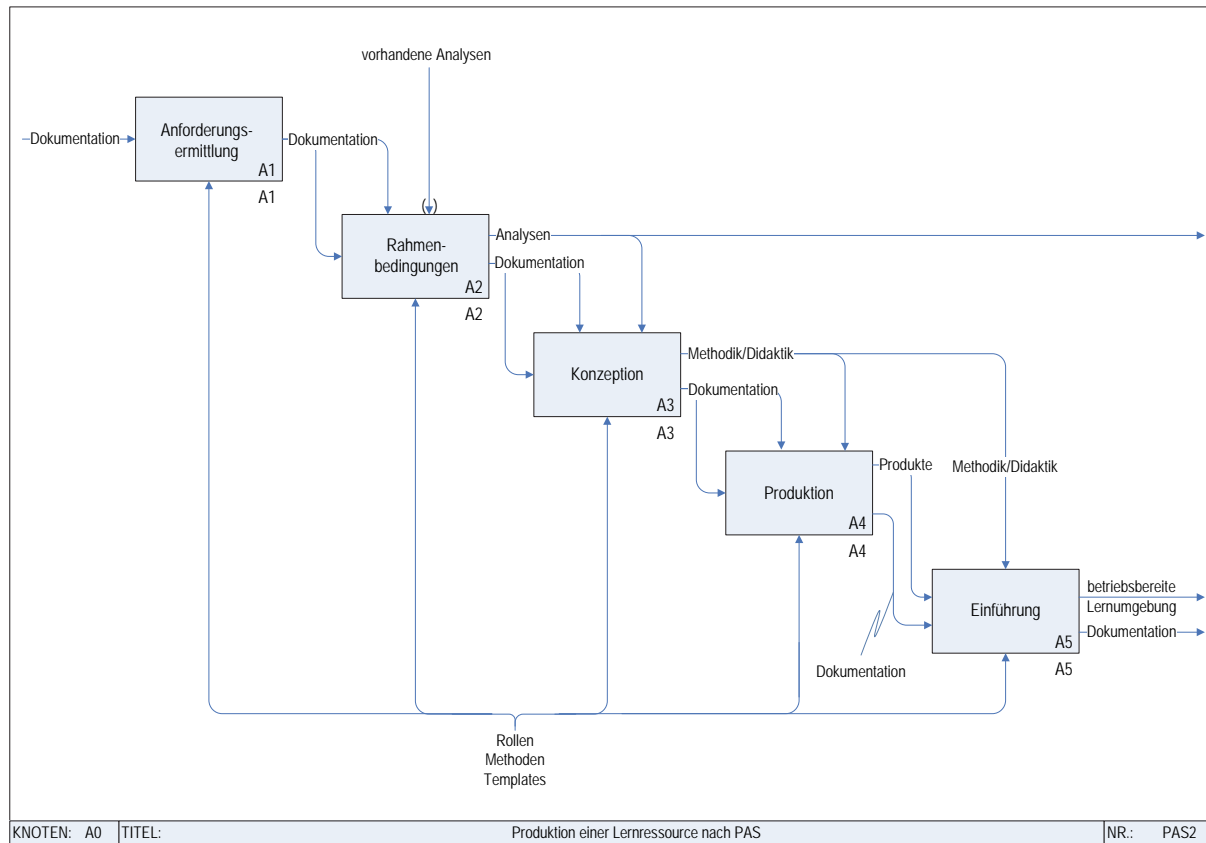 vorhandene Analysen
Dokumentation
Anforderungs-
ermittlung
A1
A1
Dokumentation
Rahmen-
bedingungen
A2
A2
Analysen
Dokumentation
Konzeption
A3
A3
Methodik/Didaktik
Dokumentation
Produktion
A4
A4
Produkte
Methodik/Didaktik
Dokumentation
Einführung
A5
A5
betriebsbereite
Lernumgebung
Dokumentation
Rollen
Methoden
Templates
KNOTEN: A0 TITEL: Produktion einer Lernressource nach PAS NR.: PAS2